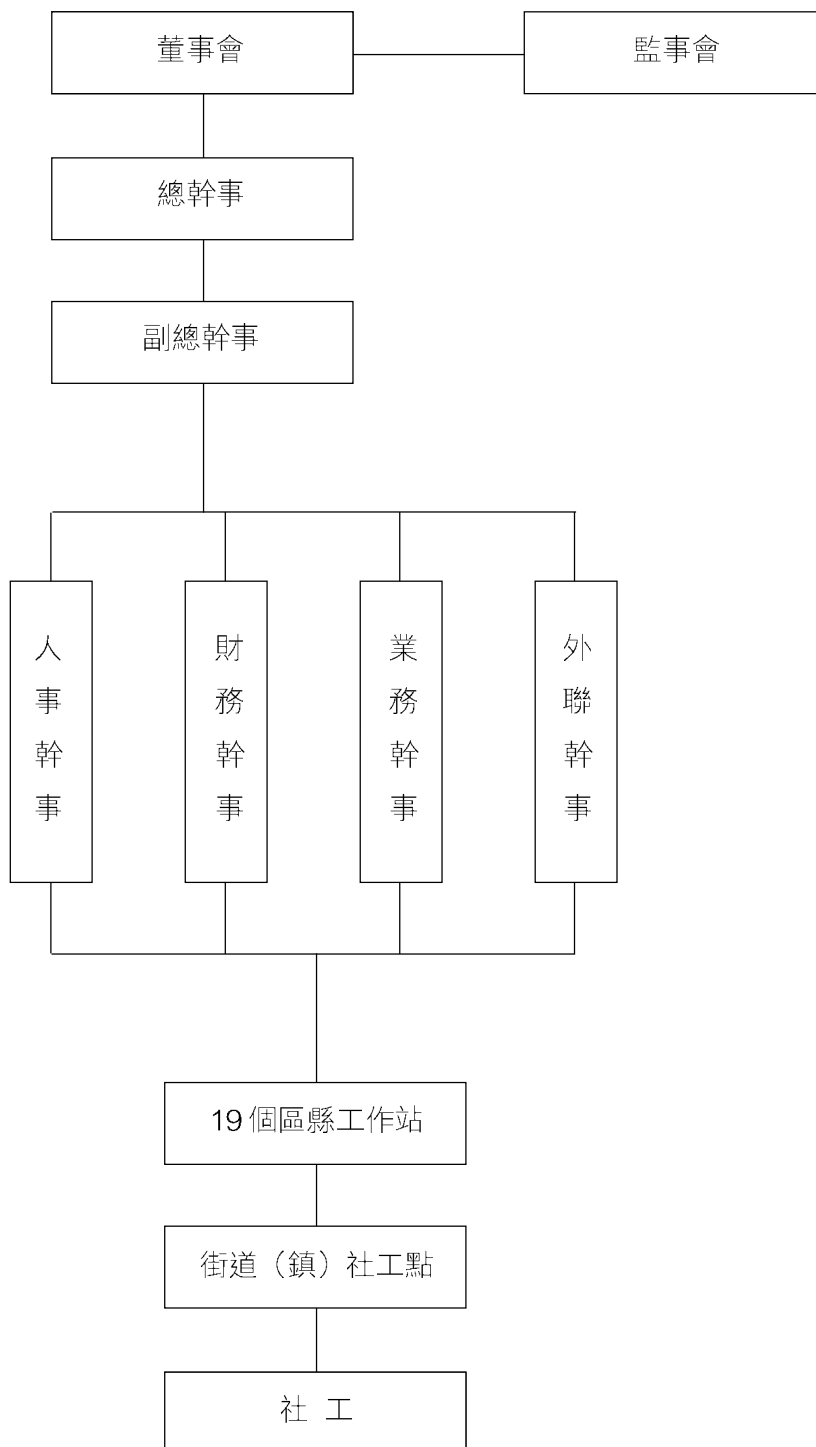 董事會
監事會
總幹事
副總幹事
人事幹事
財務幹事
業務幹事
外聯幹事
19個區縣工作站
街道（鎮）社工點
社 工